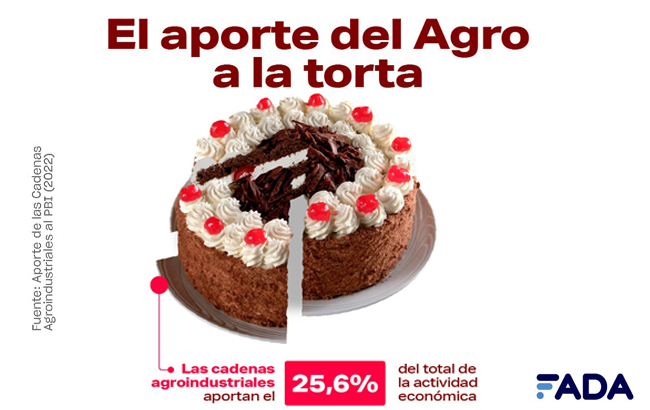 El aporte del Agro
a la torta
Fuente: Aporte de las Cadenas
Agroindustriales al PBI (2022)
Las cadenas
agroindustriales
aportan el
25,6%
del total de
la actividad
económica
FADA